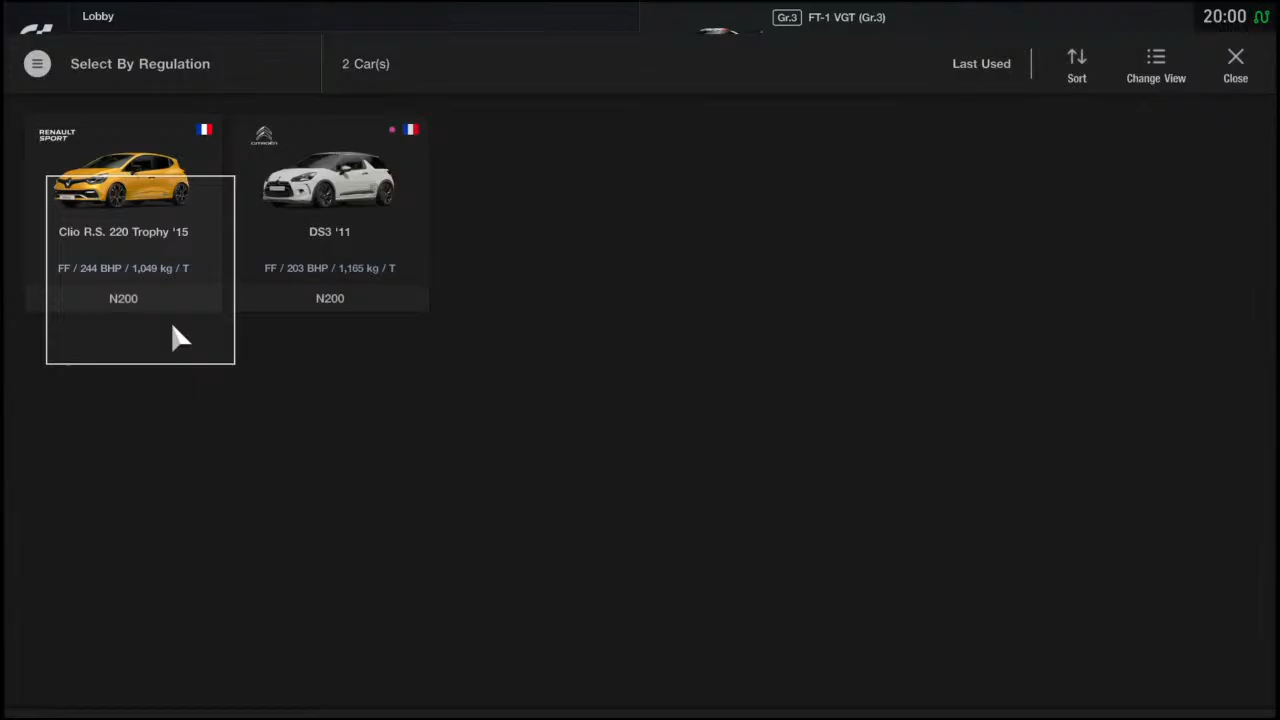 Lobby
Gr.3 FT-1 VGT (Gr.3)
20:00
Select By Regulation
2 Car(s)
Last Used
Sort
Change View
Close
RENAULT
SPORT
CITROËN
Clio R.S. 220 Trophy '15
DS3 '11
FF / 244 BHP / 1,049 kg / T
FF / 203 BHP / 1,165 kg / T
N200
N200